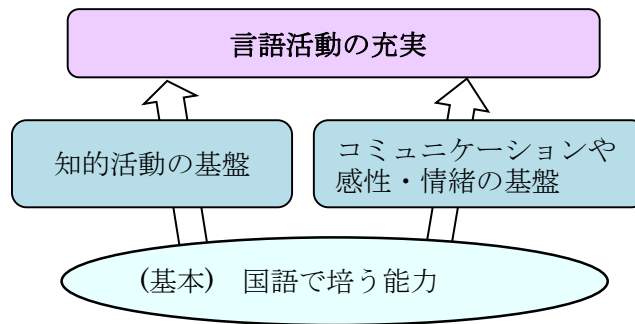 言語活動の充実
知的活動の基盤
コミュニケーションや
感性・情緒の基盤
(基本)　国語で培う能力